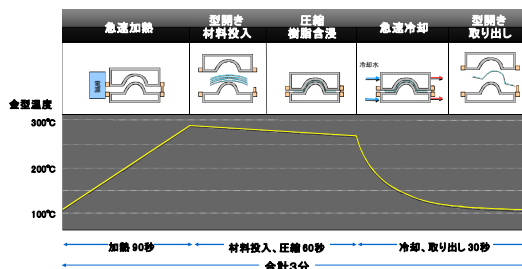 急速加熱
型開き
材料投入
圧縮
樹脂含浸
急速冷却
型開き
取り出し
冷却水
金型温度
300℃
200℃
100℃
加熱 90秒
材料投入、圧縮 60秒
冷却、取り出し 30秒
合計3分